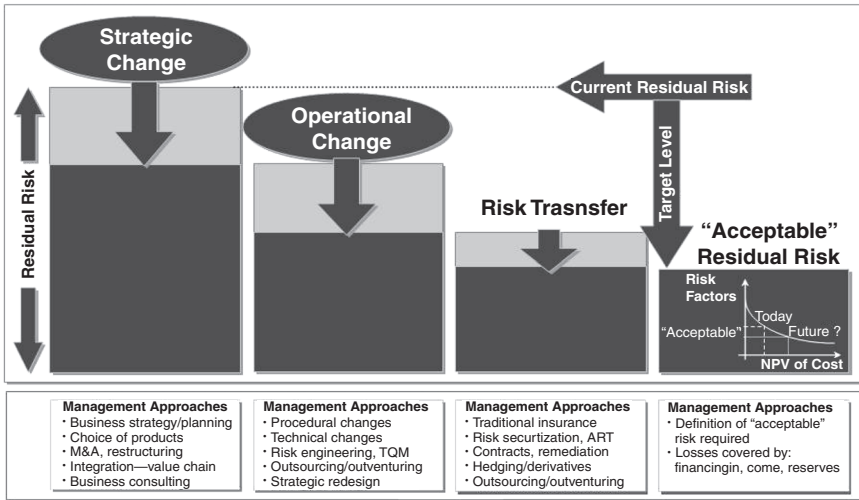 Strategic
Change
Current Residual Risk
Operational
Change
Residual Risk
Target Level
Risk Trasnsfer
“Acceptable”
Residual Risk
Risk
Factors
Today
“Acceptable”
Future ?
NPV of Cost
Management Approaches
• Business strategy/planning
• Choice of products
• M&A, restructuring
• Integration—value chain
• Business consulting
Management Approaches
• Procedural changes
• Technical changes
• Risk engineering, TQM
• Outsourcing/outventuring
• Strategic redesign
Management Approaches
• Traditional insurance
• Risk securtization, ART
• Contracts, remediation
• Hedging/derivatives
• Outsourcing/outventuring
Management Approaches
• Definition of “acceptable”
risk required
• Losses covered by:
financingin, come, reserves